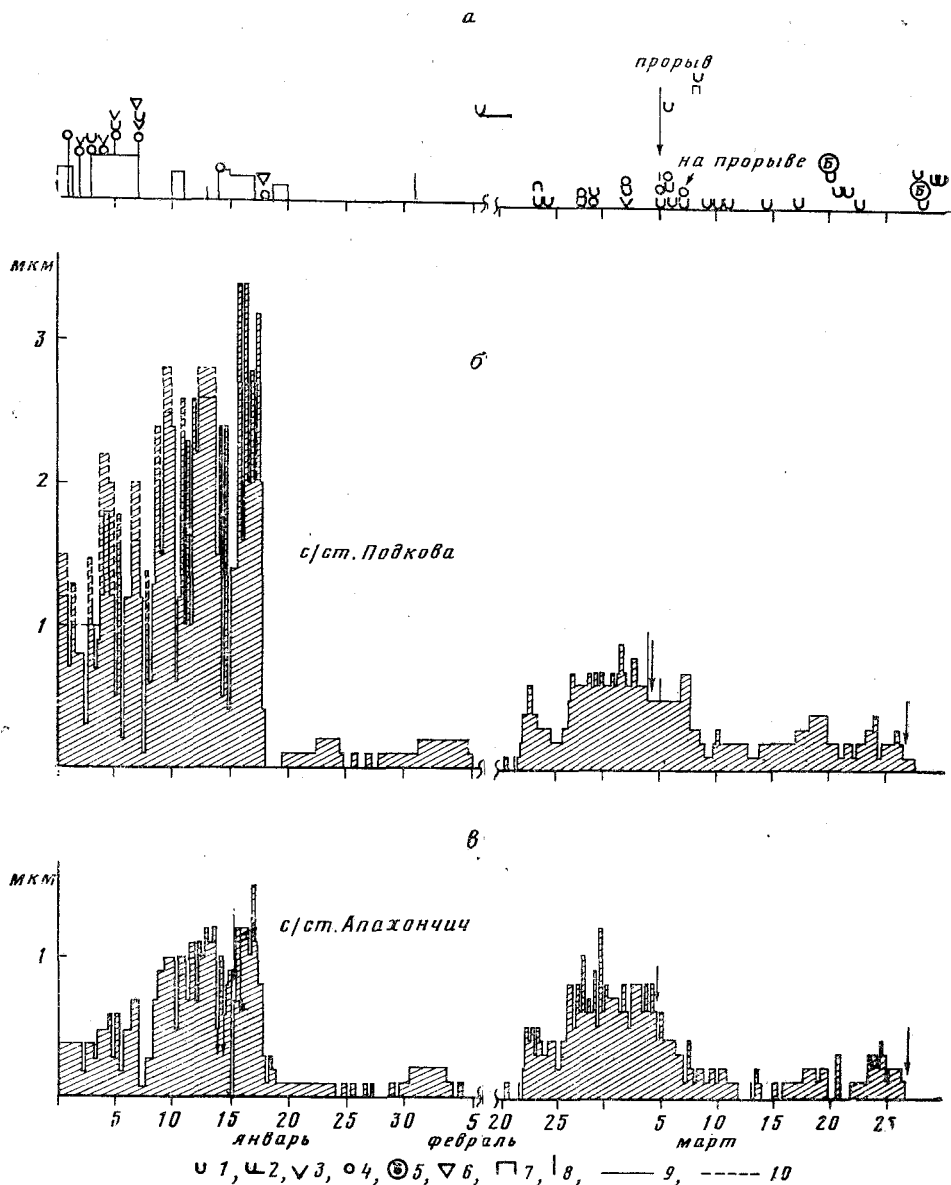 а
прорыв
на прорыве
Б
Б
мкм
3
2
1
б
с/ст. Подкова
в
мкм
1
с/ст. Апахончич
5 10 15 20 25 30 5 20 25 5 10 15 20 25
январь февраль март
1, 2, 3, 4, Б 5, 6, 7, 8, 9, 10